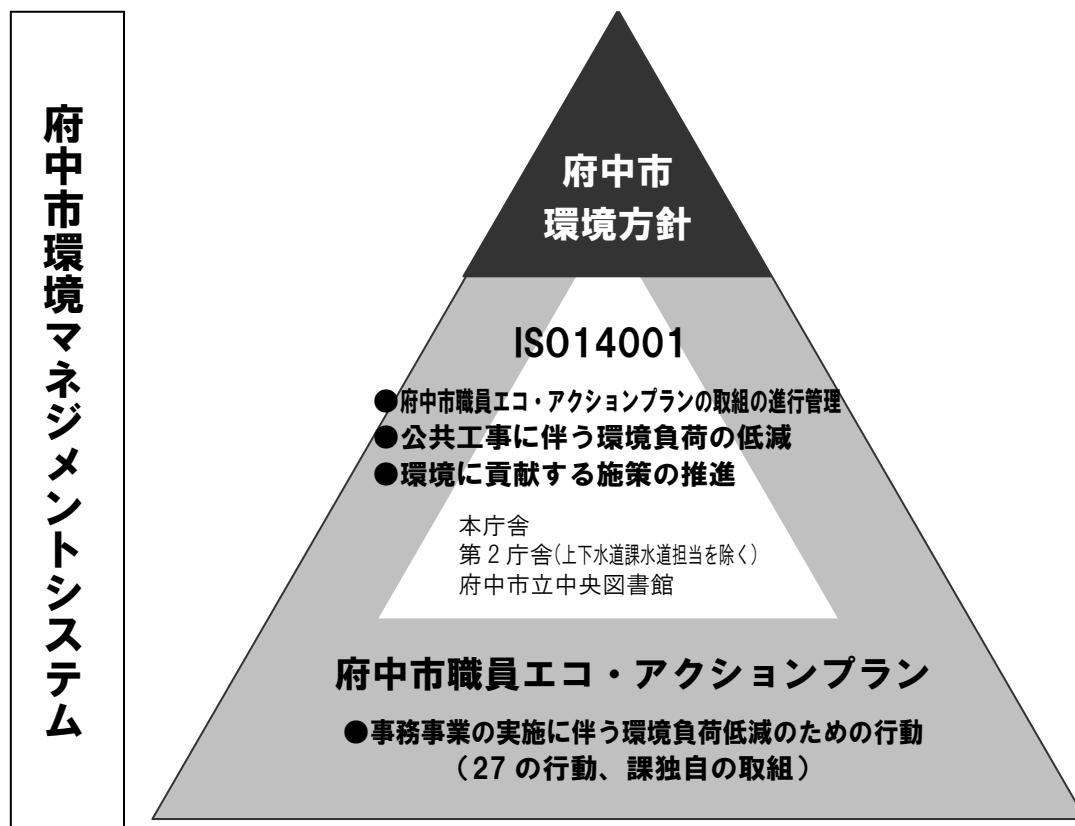 府中市環境マネジメントシステム
府中市
環境方針
ISO14001
●府中市職員エコ・アクションプランの取組の進行管理
●公共工事に伴う環境負荷の低減
●環境に貢献する施策の推進
本庁舎
第2庁舎(上下水道課水道担当を除く)
府中市立中央図書館
府中市職員エコ・アクションプラン
●事務事業の実施に伴う環境負荷低減のための行動
（27の行動、課独自の取組）